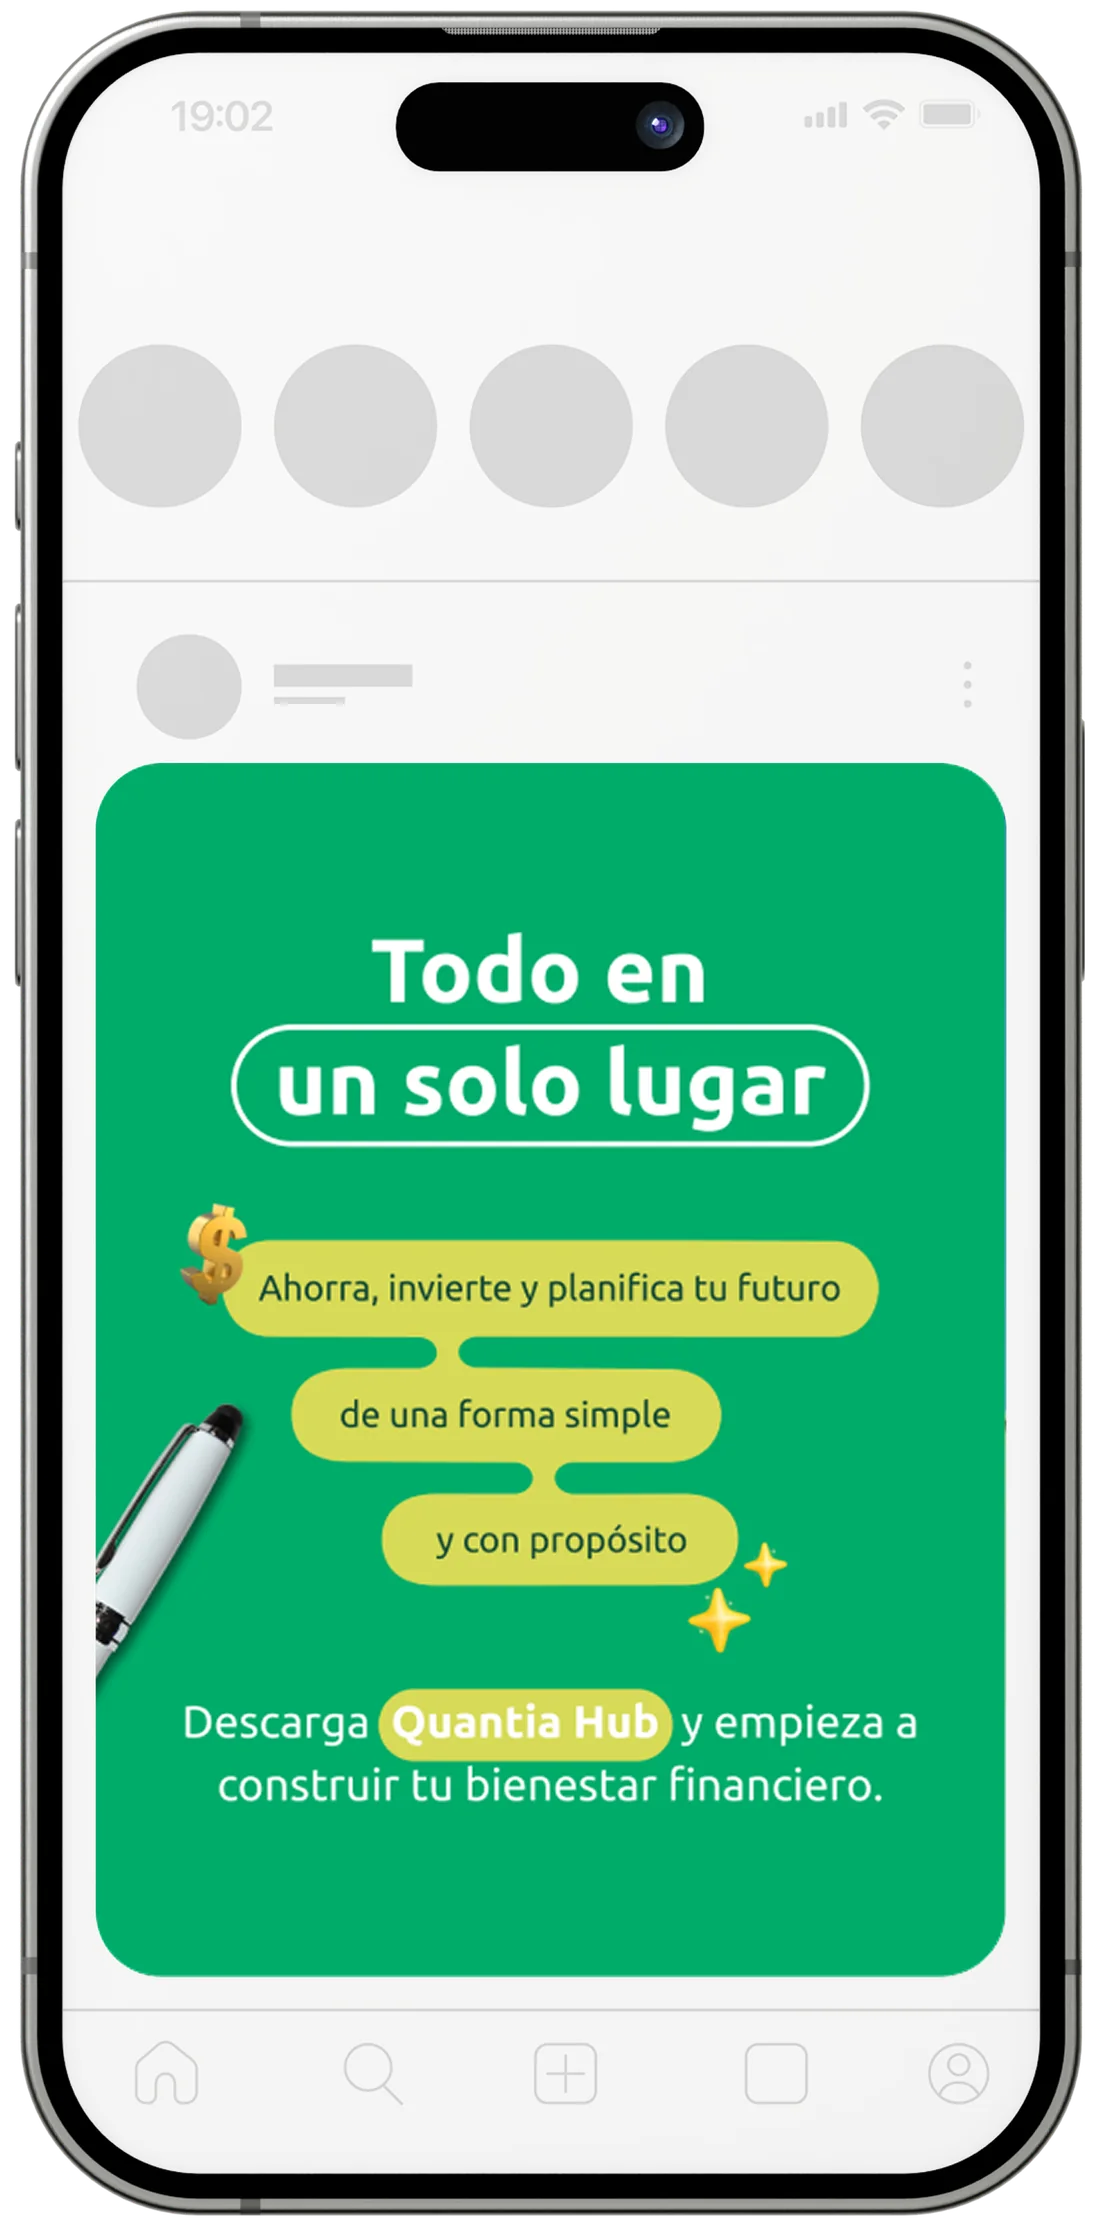 19:02
Todo en
un solo lugar
Ahorra, invierte y planifica tu futuro
de una forma simple
y con propósito
Descarga Quantia Hub y empieza a
construir tu bienestar financiero.